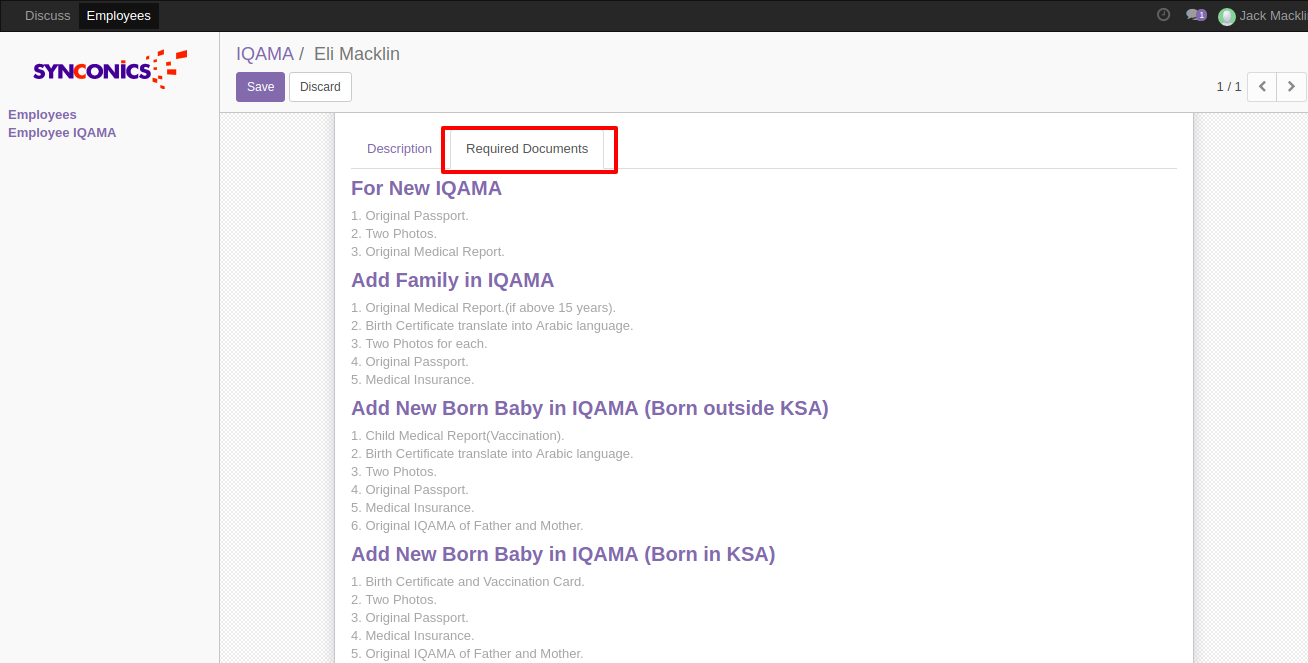 Discuss Employees 1 Jack Mackli
SYNCONICS
Employees
Employee IQAMA
IQAMA / Eli Macklin
Save Discard 1 / 1
Description Required Documents
For New IQAMA
1. Original Passport.
2. Two Photos.
3. Original Medical Report.
Add Family in IQAMA
1. Original Medical Report.(if above 15 years).
2. Birth Certificate translate into Arabic language.
3. Two Photos for each.
4. Original Passport.
5. Medical Insurance.
Add New Born Baby in IQAMA (Born outside KSA)
1. Child Medical Report(Vaccination).
2. Birth Certificate translate into Arabic language.
3. Two Photos.
4. Original Passport.
5. Medical Insurance.
6. Original IQAMA of Father and Mother.
Add New Born Baby in IQAMA (Born in KSA)
1. Birth Certificate and Vaccination Card.
2. Two Photos.
3. Original Passport.
4. Medical Insurance.
5. Original IQAMA of Father and Mother.